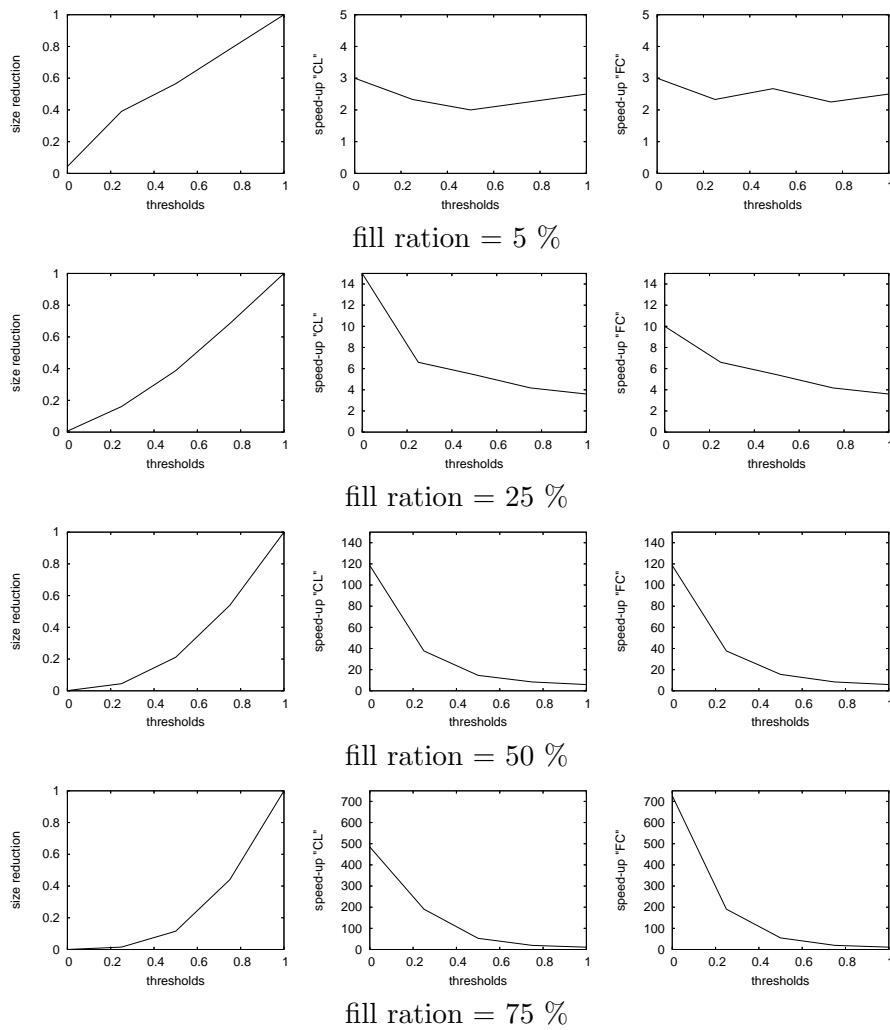 1
0.8
0.6
0.4
0.2
0
size reduction
0 0.2 0.4 0.6 0.8 1
thresholds
5
4
3
2
1
0
speed-up "CL"
0 0.2 0.4 0.6 0.8 1
thresholds
5
4
3
2
1
0
speed-up "FC"
0 0.2 0.4 0.6 0.8 1
thresholds
fill ration = 5 %
1
0.8
0.6
0.4
0.2
0
size reduction
0 0.2 0.4 0.6 0.8 1
thresholds
14
12
10
8
6
4
2
0
speed-up "CL"
0 0.2 0.4 0.6 0.8 1
thresholds
14
12
10
8
6
4
2
0
speed-up "FC"
0 0.2 0.4 0.6 0.8 1
thresholds
fill ration = 25 %
1
0.8
0.6
0.4
0.2
0
size reduction
0 0.2 0.4 0.6 0.8 1
thresholds
140
120
100
80
60
40
20
0
speed-up "CL"
0 0.2 0.4 0.6 0.8 1
thresholds
140
120
100
80
60
40
20
0
speed-up "FC"
0 0.2 0.4 0.6 0.8 1
thresholds
fill ration = 50 %
1
0.8
0.6
0.4
0.2
0
size reduction
0 0.2 0.4 0.6 0.8 1
thresholds
700
600
500
400
300
200
100
0
speed-up "CL"
0 0.2 0.4 0.6 0.8 1
thresholds
700
600
500
400
300
200
100
0
speed-up "FC"
0 0.2 0.4 0.6 0.8 1
thresholds
fill ration = 75 %